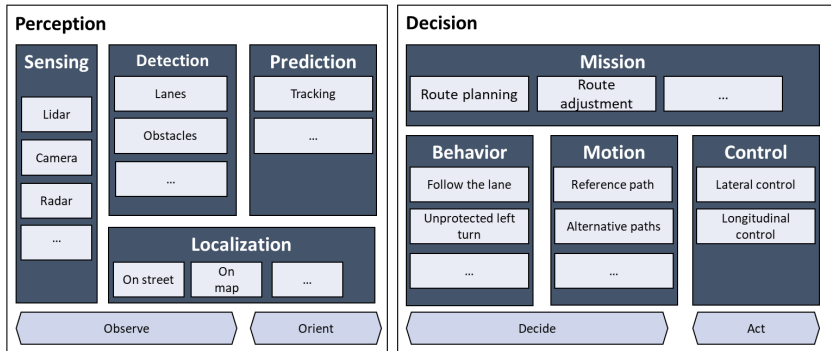 Perception
Sensing
Lidar
Camera
Radar
...
Detection
Lanes
Obstacles
...
Prediction
Tracking
...
Localization
On street
On
map
...
Observe
Orient
Decision
Mission
Route planning
Route
adjustment
...
Behavior
Follow the lane
Unprotected left
turn
...
Motion
Reference path
Alternative paths
...
Control
Lateral control
Longitudinal
control
Decide
Act